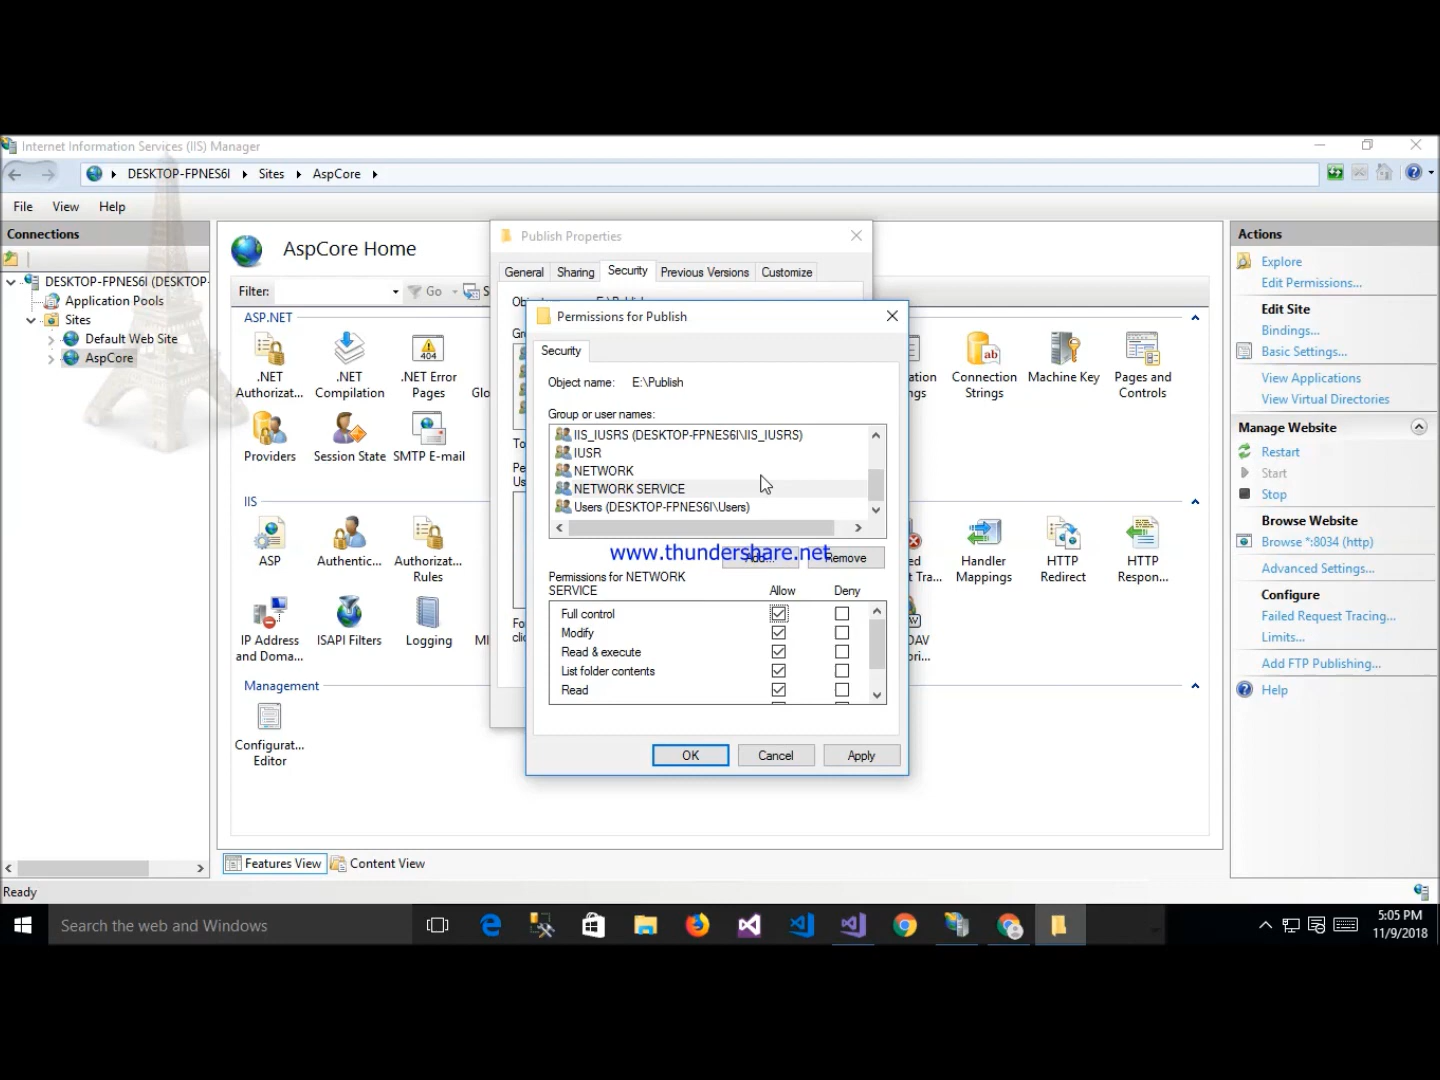 Internet Information Services (IIS) Manager
DESKTOP-FPNES6I
Sites
AspCore
File
View
Help
Connections
DESKTOP-FPNES6I (DESKTOP-
Application Pools
Sites
Default Web Site
AspCore
AspCore Home
Filter:
Go
S
ASP.NET
.NET
Authorizat...
.NET
Compilation
.NET Error
Pages
404
Connection
Strings
ab
Machine Key
Pages and
Controls
Providers
Session State
SMTP E-mail
IIS
ASP
Authentic...
Authorizat...
Rules
Handler
Mappings
HTTP
Redirect
HTTP
Respon...
IP Address
and Doma...
ISAPI Filters
Logging
Management
Configurat...
Editor
Publish Properties
General
Sharing
Security
Previous Versions
Customize
Permissions for Publish
Security
Object name:
E:\Publish
Group or user names:
IIS_IUSRS (DESKTOP-FPNES6I\IIS_IUSRS)
IUSR
NETWORK
NETWORK SERVICE
Users (DESKTOP-FPNES6I\Users)
www.thundershare.net
Add...
Remove
Permissions for NETWORK
SERVICE
Allow
Deny
Full control
Modify
Read & execute
List folder contents
Read
OK
Cancel
Apply
Actions
Explore
Edit Permissions...
Edit Site
Bindings...
Basic Settings...
View Applications
View Virtual Directories
Manage Website
Restart
Start
Stop
Browse Website
Browse *:8034 (http)
Advanced Settings...
Configure
Failed Request Tracing...
Limits...
Add FTP Publishing...
Help
Features View
Content View
Ready
Search the web and Windows
5:05 PM
11/9/2018